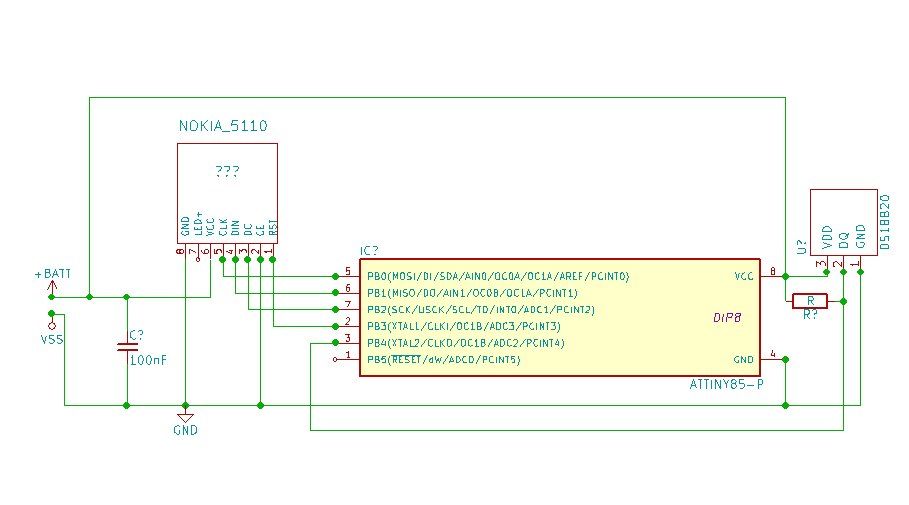 NOKIA_5110
???
GND
LED+
VCC
CLK
DIN
DC
CE
RST
8
7
6
5
4
3
2
1
+BATT
VSS
C?
100nF
GND
IC?
5
PB0(MOSI/DI/SDA/AIN0/OC0A/OC1A/AREF/PCINT0)
VCC
8
6
PB1(MISO/DO/AIN1/OC0B/OC1A/PCINT1)
7
PB2(SCK/USCK/SCL/T0/INT0/ADC1/PCINT2)
DIP8
2
PB3(XTAL1/CLKI/OC1B/ADC3/PCINT3)
3
PB4(XTAL2/CLKO/OC1B/ADC2/PCINT4)
1
PB5(RESET/dW/ADC0/PCINT5)
GND
4
ATTINY85-P
U?
VDD
DQ
GND
DS18B20
3
2
1
R
R?